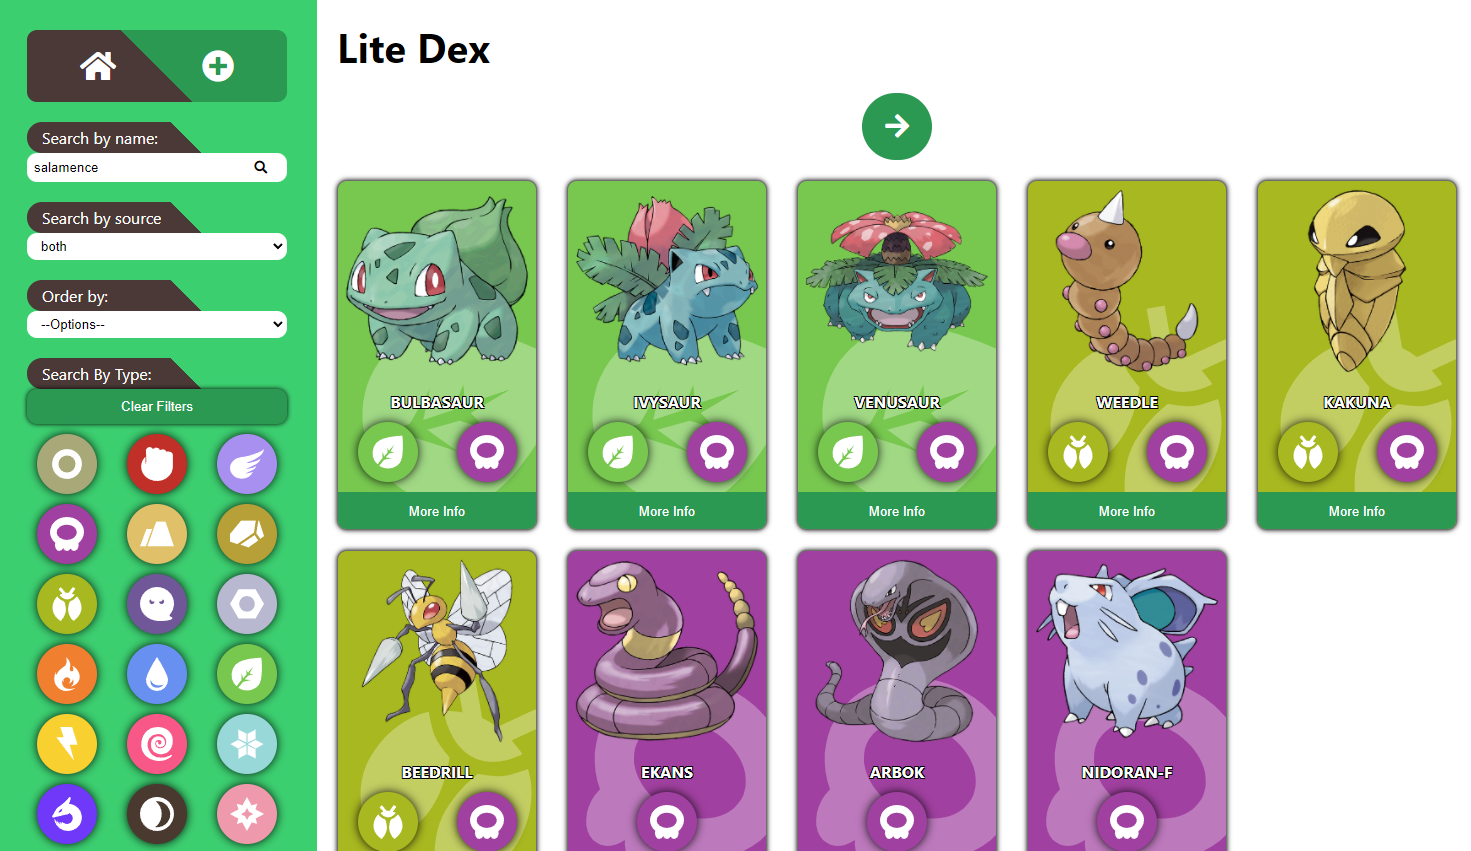 Lite Dex
Search by name:
salamence
Search by source
both
Order by:
--Options--
Search By Type:
Clear Filters
BULBASAUR
IVYSAUR
VENUSAUR
WEEDLE
KAKUNA
More Info
More Info
More Info
More Info
More Info
BEEDRILL
EKANS
ARBOK
NIDORAN-F